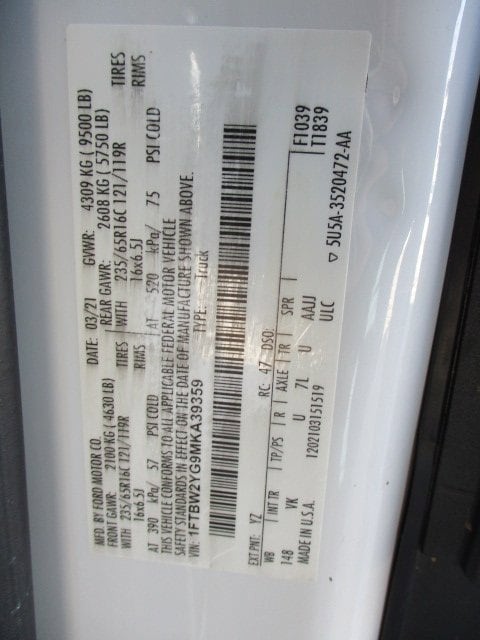 MFD. BY FORD MOTOR CO.
DATE: 03/21 GVWR: 4309 KG ( 9500 LB)
FRONT GAWR: 2100 KG ( 4630 LB) REAR GAWR: 2608 KG ( 5750 LB)
WITH 235/65R16C 121/119R TIRES WITH 235/65R16C 121/119R TIRES
16x6.5J RIMS 16x6.5J RIMS
AT 390 kPa/ 57 PSI COLD AT 520 kPa/ 75 PSI COLD
THIS VEHICLE CONFORMS TO ALL APPLICABLE FEDERAL MOTOR VEHICLE
SAFETY STANDARDS IN EFFECT ON THE DATE OF MANUFACTURE SHOWN ABOVE.
VIN: 1FTBW2YG9MKA39359 TYPE: Truck
EXT PNT: YZ RC: 47 DSO: F1039
WB INT TR TP/PS R AXLE TR SPR T1839
148 VK U 7L U AAJJ
MADE IN U.S.A. 1202103151519 ULC
▽ 5U5A-3520472-AA